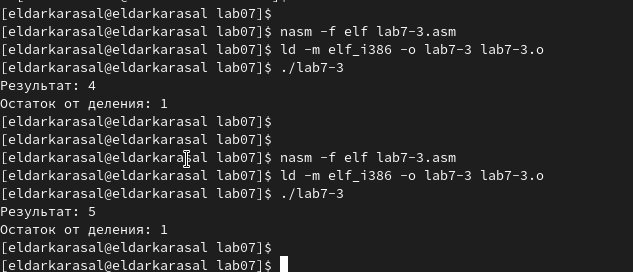 [eldarkarasal@eldarkarasal lab07]$
[eldarkarasal@eldarkarasal lab07]$ nasm -f elf lab7-3.asm
[eldarkarasal@eldarkarasal lab07]$ ld -m elf_i386 -o lab7-3 lab7-3.o
[eldarkarasal@eldarkarasal lab07]$ ./lab7-3
Результат: 4
Остаток от деления: 1
[eldarkarasal@eldarkarasal lab07]$
[eldarkarasal@eldarkarasal lab07]$
[eldarkarasal@eldarkarasal lab07]$ nasm -f elf lab7-3.asm
[eldarkarasal@eldarkarasal lab07]$ ld -m elf_i386 -o lab7-3 lab7-3.o
[eldarkarasal@eldarkarasal lab07]$ ./lab7-3
Результат: 5
Остаток от деления: 1
[eldarkarasal@eldarkarasal lab07]$
[eldarkarasal@eldarkarasal lab07]$